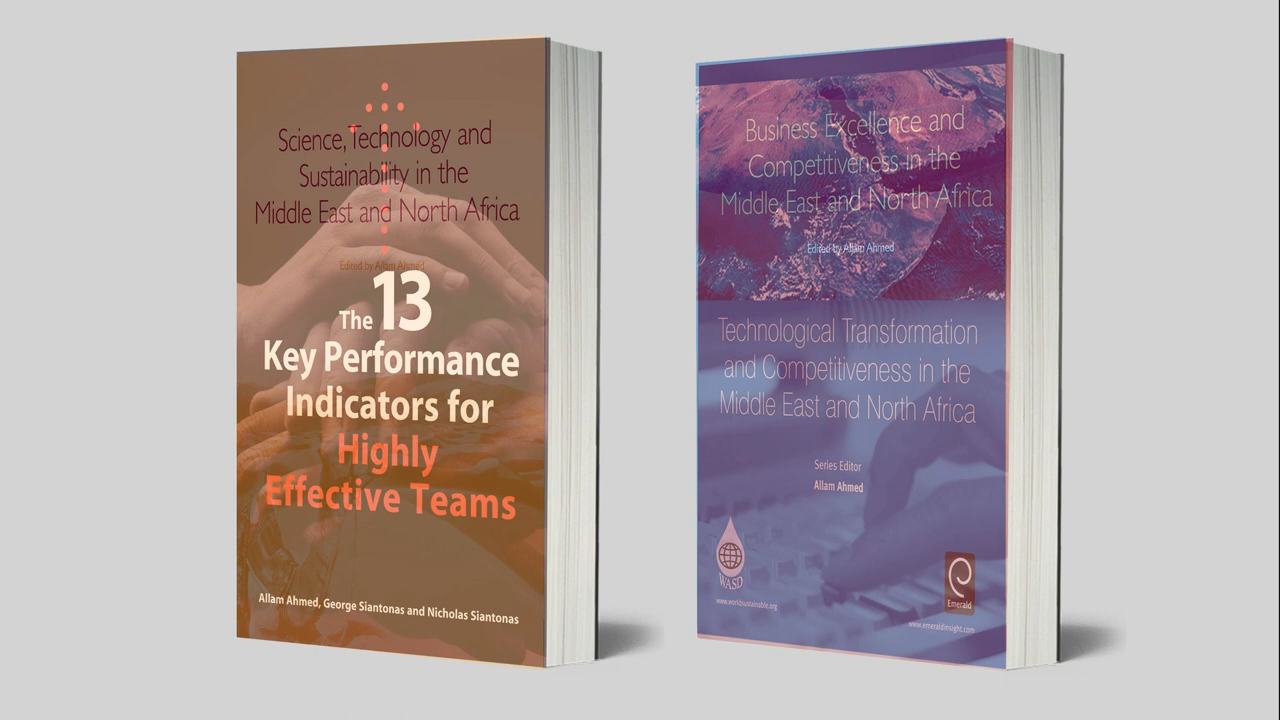 Science, Technology and
Sustainability in the
Middle East and North Africa
Edited by Allam Ahmed
The 13
Key Performance
Indicators for
Highly
Effective Teams
Allam Ahmed, George Siantonas and Nicholas Siantonas
Business Excellence and
Competitiveness in the
Middle East and North Africa
Edited by Allam Ahmed
Technological Transformation
and Competitiveness in the
Middle East and North Africa
Series Editor
Allam Ahmed
WASD
www.worldsustainable.org
Emerald
www.emeraldinsight.com